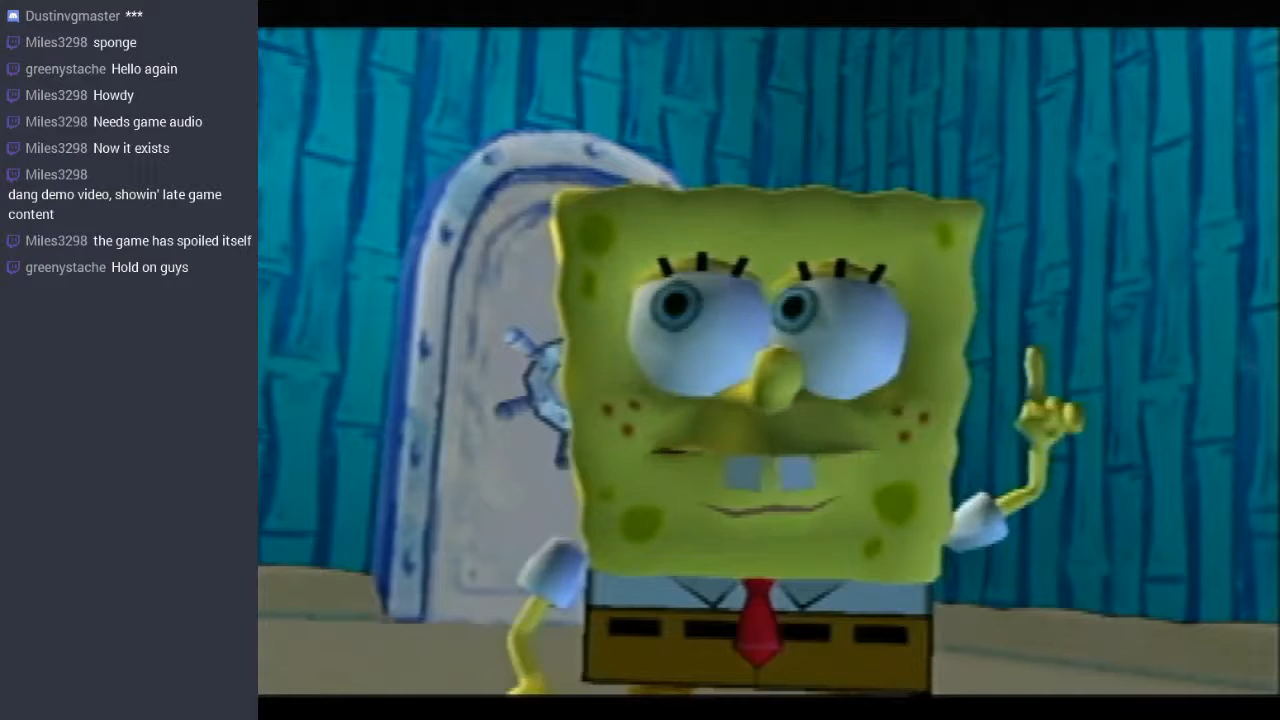 Dustinvgmaster ***
Miles3298 sponge
greenystache Hello again
Miles3298 Howdy
Miles3298 Needs game audio
Miles3298 Now it exists
Miles3298
dang demo video, showin' late game
content
Miles3298 the game has spoiled itself
greenystache Hold on guys